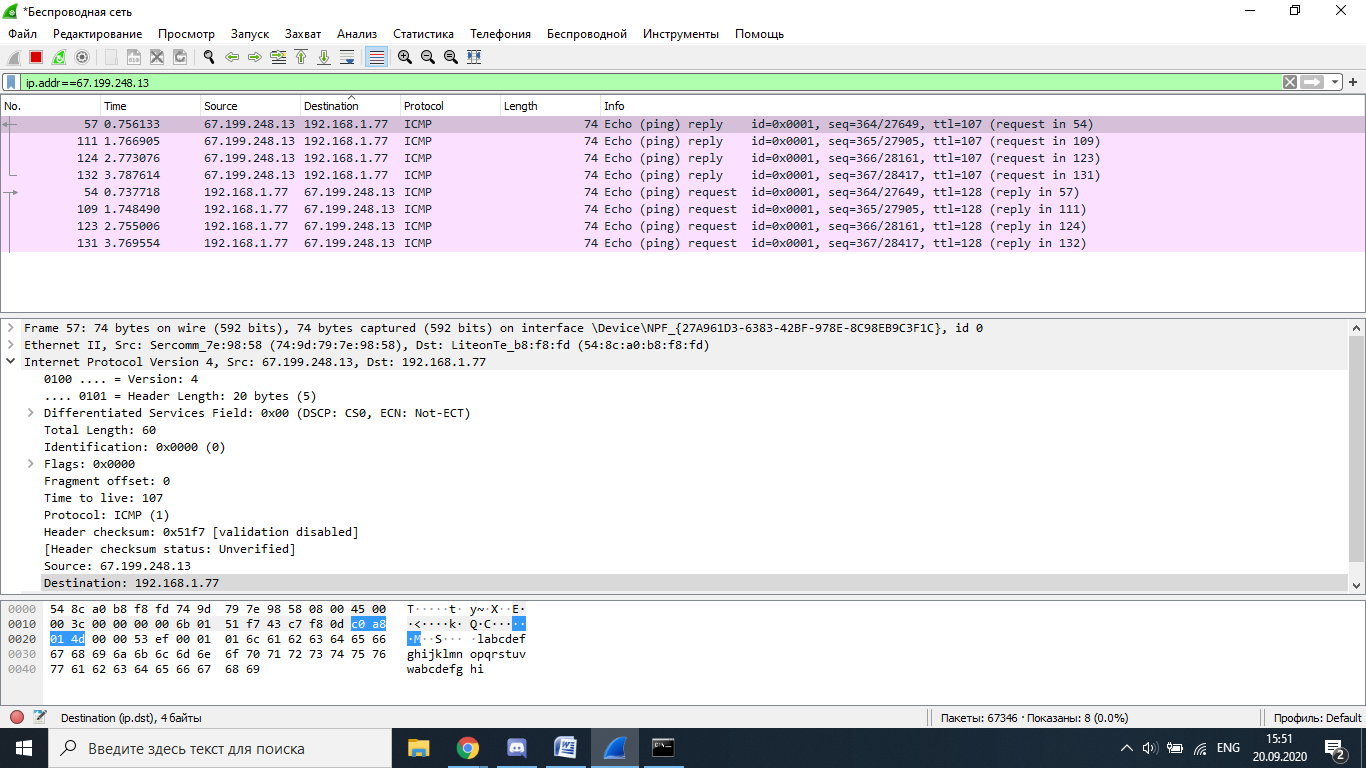 *Беспроводная сеть
Файл Редактирование Просмотр Запуск Захват Анализ Статистика Телефония Беспроводной Инструменты Помощь
ip.addr==67.199.248.13
No. Time Source Destination Protocol Length Info
57 0.756133 67.199.248.13 192.168.1.77 ICMP 74 Echo (ping) reply id=0x0001, seq=364/27649, ttl=107 (request in 54)
111 1.766905 67.199.248.13 192.168.1.77 ICMP 74 Echo (ping) reply id=0x0001, seq=365/27905, ttl=107 (request in 109)
124 2.773076 67.199.248.13 192.168.1.77 ICMP 74 Echo (ping) reply id=0x0001, seq=366/28161, ttl=107 (request in 123)
132 3.787614 67.199.248.13 192.168.1.77 ICMP 74 Echo (ping) reply id=0x0001, seq=367/28417, ttl=107 (request in 131)
54 0.737718 192.168.1.77 67.199.248.13 ICMP 74 Echo (ping) request id=0x0001, seq=364/27649, ttl=128 (reply in 57)
109 1.748490 192.168.1.77 67.199.248.13 ICMP 74 Echo (ping) request id=0x0001, seq=365/27905, ttl=128 (reply in 111)
123 2.755006 192.168.1.77 67.199.248.13 ICMP 74 Echo (ping) request id=0x0001, seq=366/28161, ttl=128 (reply in 124)
131 3.769554 192.168.1.77 67.199.248.13 ICMP 74 Echo (ping) request id=0x0001, seq=367/28417, ttl=128 (reply in 132)
Frame 57: 74 bytes on wire (592 bits), 74 bytes captured (592 bits) on interface \Device\NPF_{27A961D3-6383-42BF-978E-8C98EB9C3F1C}, id 0
Ethernet II, Src: Sercomm_7e:98:58 (74:9d:79:7e:98:58), Dst: LiteonTe_b8:f8:fd (54:8c:a0:b8:f8:fd)
Internet Protocol Version 4, Src: 67.199.248.13, Dst: 192.168.1.77
0100 .... = Version: 4
.... 0101 = Header Length: 20 bytes (5)
Differentiated Services Field: 0x00 (DSCP: CS0, ECN: Not-ECT)
Total Length: 60
Identification: 0x0000 (0)
Flags: 0x0000
Fragment offset: 0
Time to live: 107
Protocol: ICMP (1)
Header checksum: 0x51f7 [validation disabled]
[Header checksum status: Unverified]
Source: 67.199.248.13
Destination: 192.168.1.77
0000 54 8c a0 b8 f8 fd 74 9d 79 7e 98 58 08 00 45 00 T·····t· y~·X··E·
0010 00 3c 00 00 00 00 6b 01 51 f7 43 c7 f8 0d c0 a8 ·<····k· Q·C·····
0020 01 4d 00 00 53 ef 00 01 01 6c 61 62 63 64 65 66 ·M··S··· ·labcdef
0030 67 68 69 6a 6b 6c 6d 6e 6f 70 71 72 73 74 75 76 ghijklmn opqrstuv
0040 77 61 62 63 64 65 66 67 68 69 wabcdefg hi
Destination (ip.dst), 4 байты Пакеты: 67346 · Показаны: 8 (0.0%) Профиль: Default
Введите здесь текст для поиска
ENG
15:51
20.09.2020
2